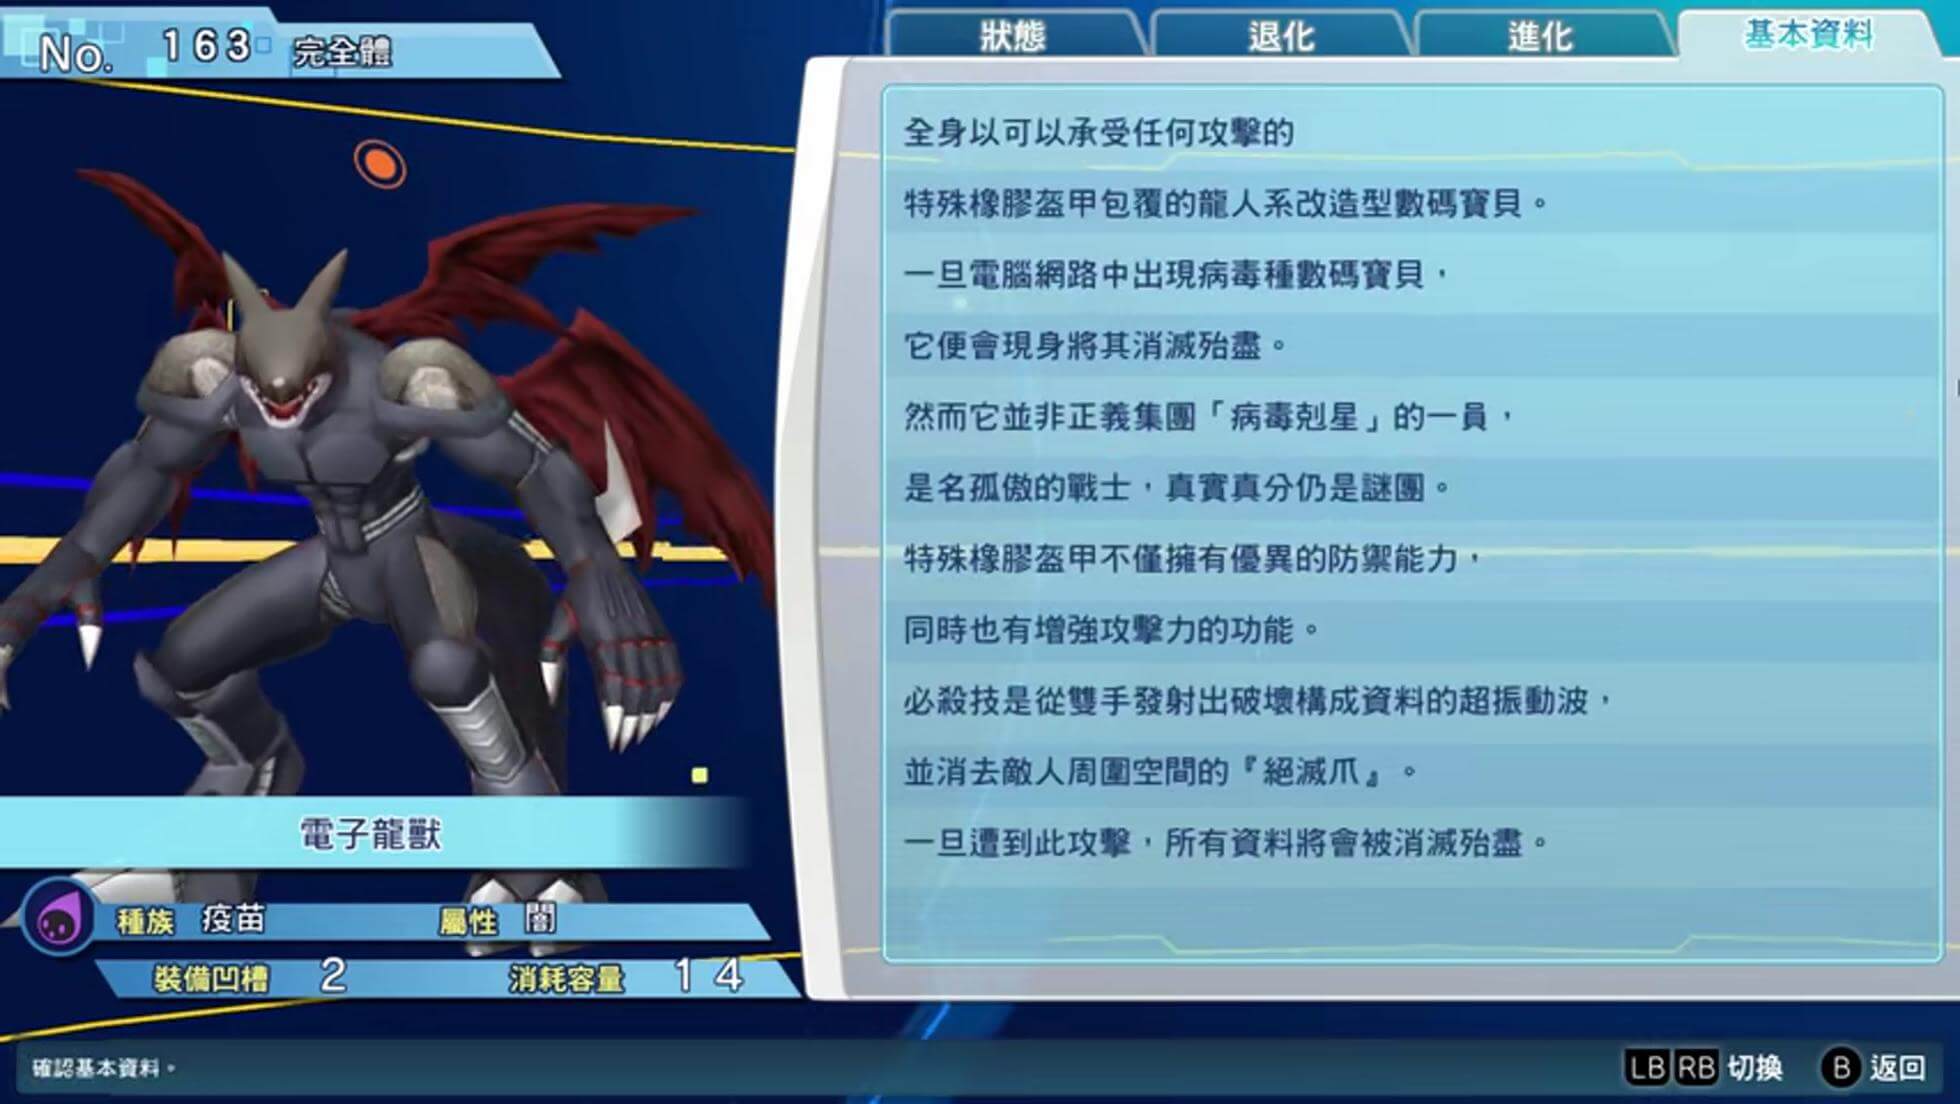 No. 163 完全體
狀態
退化
進化
基本資料
全身以可以承受任何攻擊的
特殊橡膠盔甲包覆的龍人系改造型數碼寶貝。
一旦電腦網路中出現病毒種數碼寶貝，
它便會現身將其消滅殆盡。
然而它並非正義集團「病毒剋星」的一員，
是名孤傲的戰士，真實真分仍是謎團。
特殊橡膠盔甲不僅擁有優異的防禦能力，
同時也有增強攻擊力的功能。
必殺技是從雙手發射出破壞構成資料的超振動波，
並消去敵人周圍空間的『絕滅爪』。
一旦遭到此攻擊，所有資料將會被消滅殆盡。
電子龍獸
種族 疫苗 屬性 闇
裝備凹槽 2 消耗容量 14
確認基本資料。
LB RB 切換 B 返回